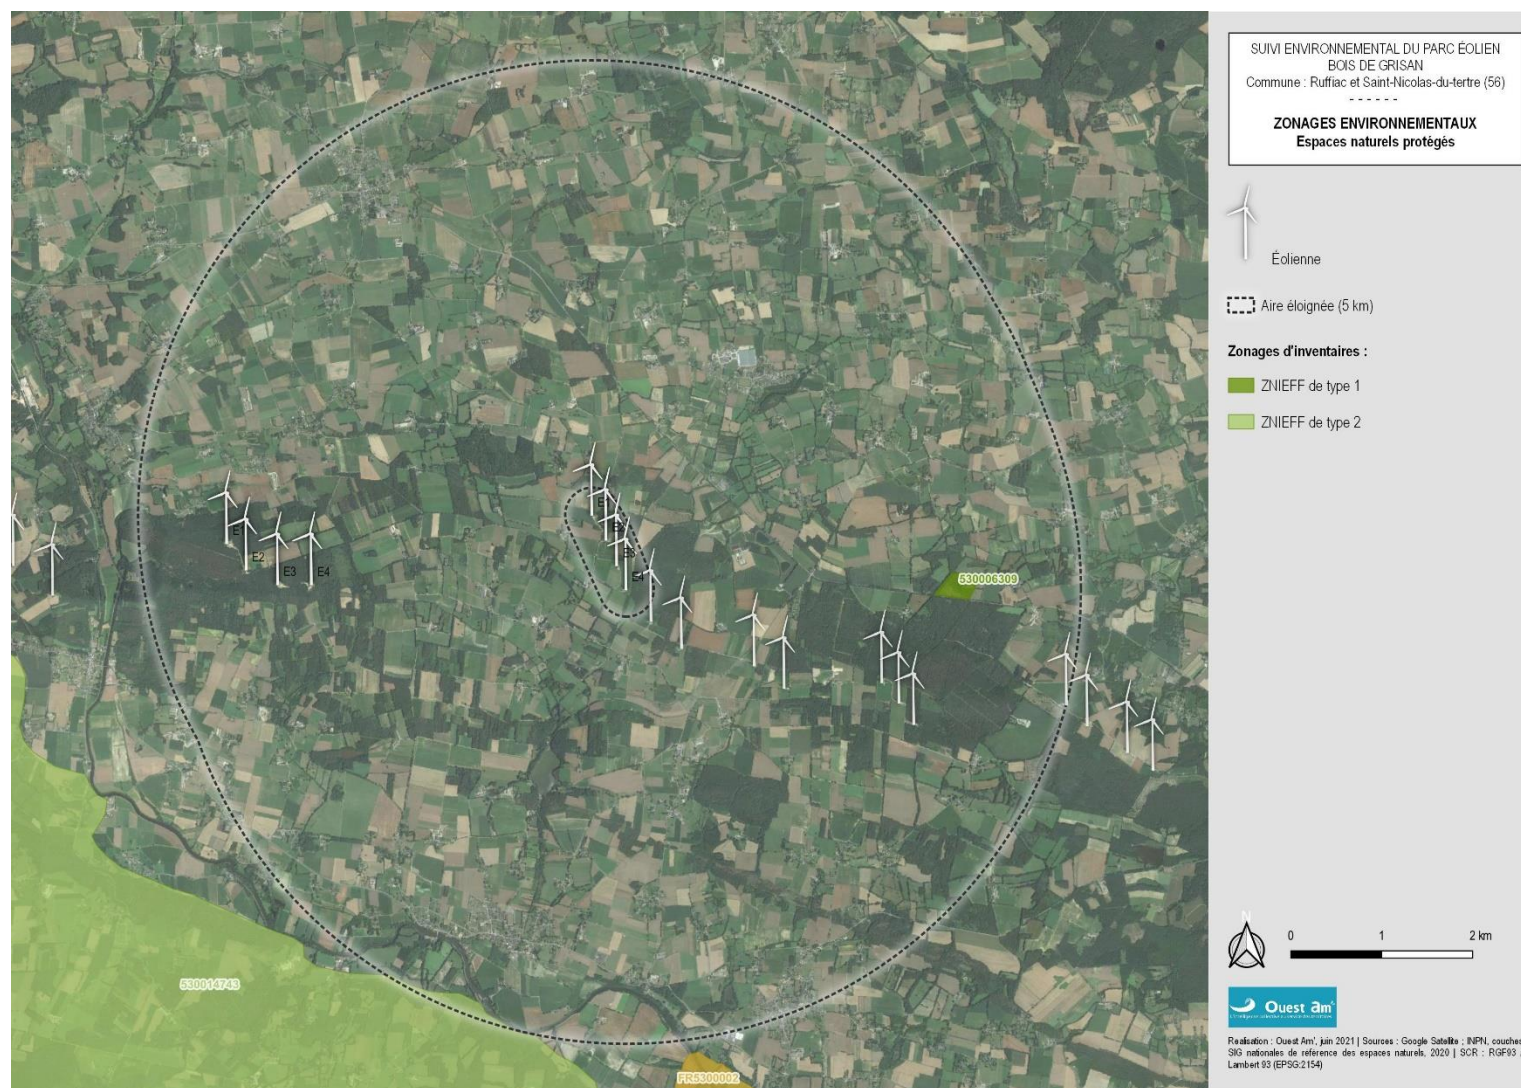 SUIVI ENVIRONNEMENTAL DU PARC ÉOLIEN
BOIS DE GRISAN
Commune : Ruffiac et Saint-Nicolas-du-tertre (56)
- - - - - -
ZONAGES ENVIRONNEMENTAUX
Espaces naturels protégés
Éolienne
Aire éloignée (5 km)
Zonages d'inventaires :
ZNIEFF de type 1
ZNIEFF de type 2
E2
E3
E4
E3
E4
530006309
530014743
FR5300002
N
0 1 2 km
Ouest am'
Realisation : Ouest Am', juin 2021 | Sources : Google Satellite ; INPN, couches
SIG nationales de référence des espaces naturels, 2020 | SCR : RGF93 /
Lambert 93 (EPSG:2154)